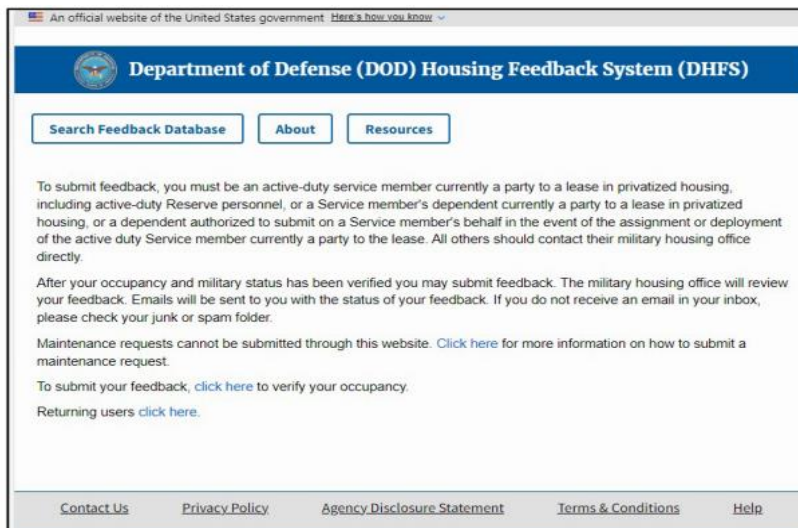 An official website of the United States government Here's how you know
Department of Defense (DOD) Housing Feedback System (DHFS)
Search Feedback Database About Resources
To submit feedback, you must be an active-duty service member currently a party to a lease in privatized housing,
including active-duty Reserve personnel, or a Service member's dependent currently a party to a lease in privatized
housing, or a dependent authorized to submit on a Service member's behalf in the event of the assignment or deployment
of the active duty Service member currently a party to the lease. All others should contact their military housing office
directly.
After your occupancy and military status has been verified you may submit feedback. The military housing office will review
your feedback. Emails will be sent to you with the status of your feedback. If you do not receive an email in your inbox,
please check your junk or spam folder.
Maintenance requests cannot be submitted through this website. Click here for more information on how to submit a
maintenance request.
To submit your feedback, click here to verify your occupancy.
Returning users click here.
Contact Us Privacy Policy Agency Disclosure Statement Terms & Conditions Help